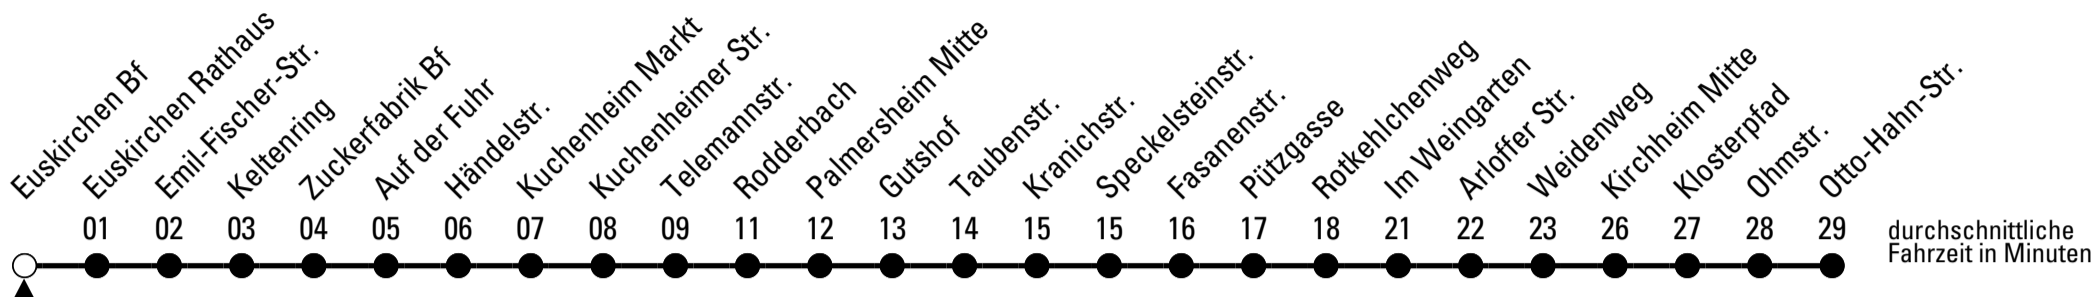 Euskirchen Bf
Euskirchen Rathaus
Emil-Fischer-Str.
Keltenring
Zuckerfabrik Bf
Auf der Fuhr
Händelstr.
Kuchenheim Markt
Kuchenheimer Str.
Telemannstr.
Rodderbach
Palmersheim Mitte
Gutshof
Taubenstr.
Kranichstr.
Speckelsteinstr.
Fasanenstr.
Pützgasse
Rotkehlchenweg
Im Weingarten
Arloffer Str.
Weidenweg
Kirchheim Mitte
Klosterpfad
Ohmstr.
Otto-Hahn-Str.
01 02 03 04 05 06 07 08 09 11 12 13 14 15 15 16 17 18 21 22 23 26 27 28 29
durchschnittliche
Fahrzeit in Minuten